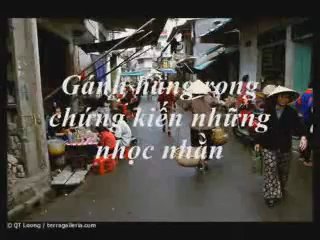 Gánh hàng rong
chứng kiến những
nhọc nhằn
© QT Luong / terragalleria.com